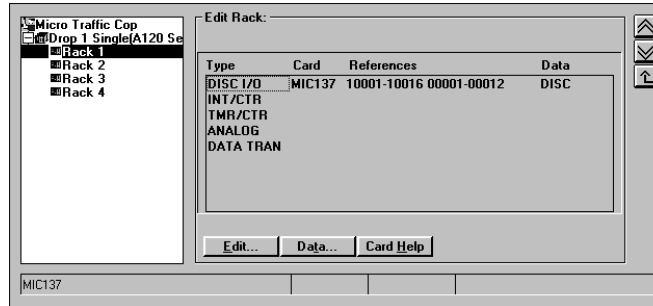 Micro Traffic Cop
Drop 1 Single(A120 Se
Rack 1
Rack 2
Rack 3
Rack 4
Edit Rack:
Type Card References Data
DISC I/O MIC137 10001-10016 00001-00012 DISC
INT/CTR
TMR/CTR
ANALOG
DATA TRAN
Edit... Data... Card Help
MIC137